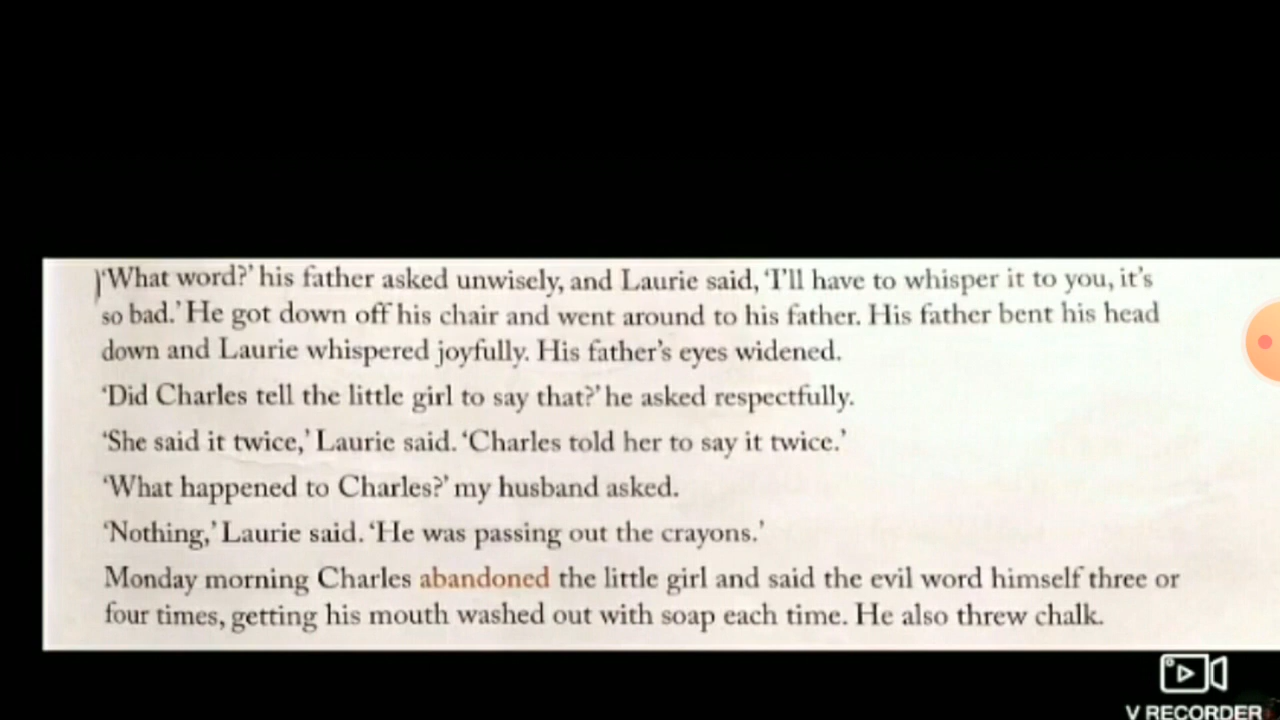 ‘What word?’ his father asked unwisely, and Laurie said, ‘I’ll have to whisper it to you, it’s
so bad.’ He got down off his chair and went around to his father. His father bent his head
down and Laurie whispered joyfully. His father’s eyes widened.
‘Did Charles tell the little girl to say that?’ he asked respectfully.
‘She said it twice,’ Laurie said. ‘Charles told her to say it twice.’
‘What happened to Charles?’ my husband asked.
‘Nothing,’ Laurie said. ‘He was passing out the crayons.’
Monday morning Charles abandoned the little girl and said the evil word himself three or
four times, getting his mouth washed out with soap each time. He also threw chalk.
V RECORDER